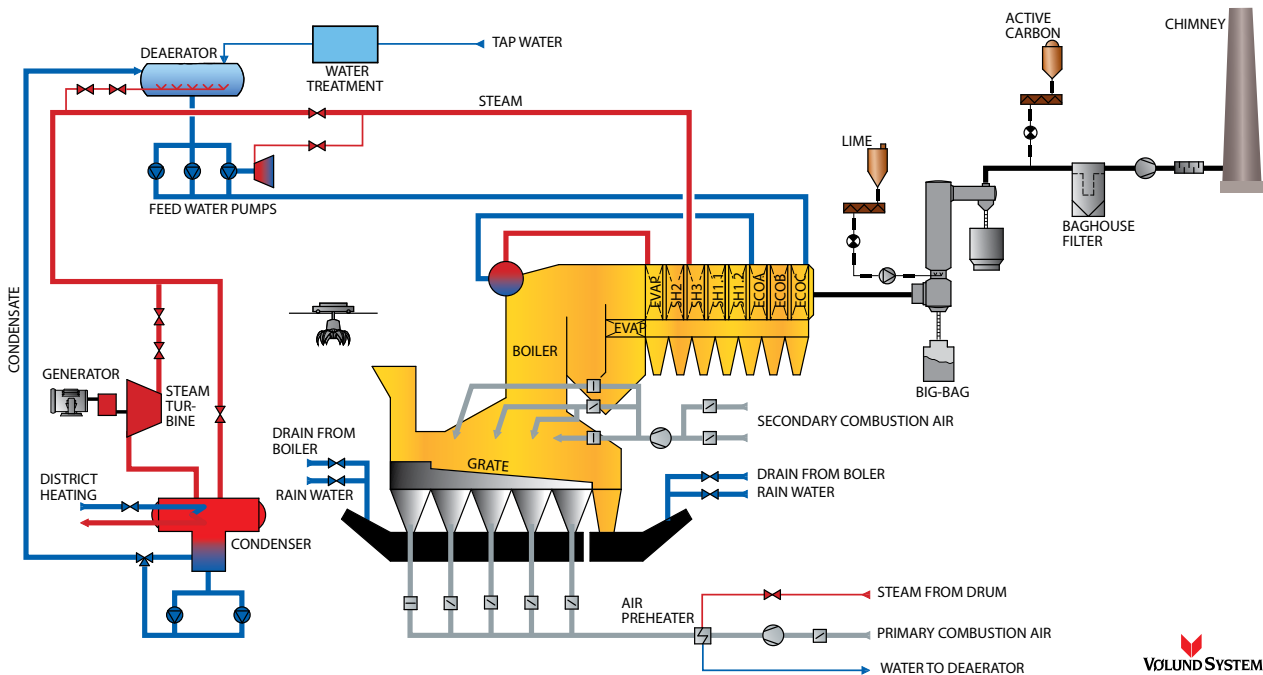 ACTIVE
CARBON
CHIMNEY
TAP WATER
DEAERATOR
WATER
TREATMENT
STEAM
LIME
FEED WATER PUMPS
BAGHOUSE
FILTER
CONDENSATE
EVAP
SH2
SH3
SH1.1
SH1.2
ECOA
ECOB
ECOC
EVAP
BOILER
GENERATOR
STEAM
TUR-
BINE
BIG-BAG
SECONDARY COMBUSTION AIR
DRAIN FROM
BOILER
RAIN WATER
GRATE
DRAIN FROM BOLER
RAIN WATER
DISTRICT
HEATING
CONDENSER
AIR
PREHEATER
STEAM FROM DRUM
PRIMARY COMBUSTION AIR
WATER TO DEAERATOR
VØLUND SYSTEM